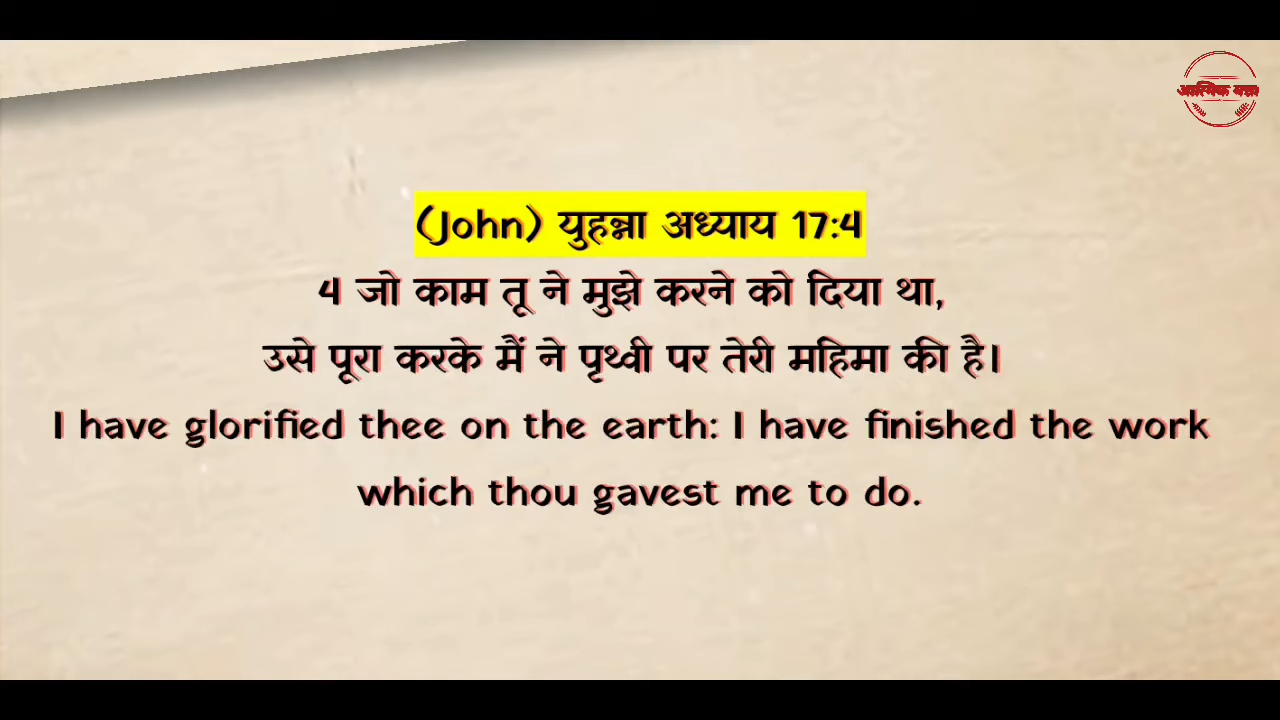 (John) युहन्ना अध्याय 17:4
4 जो काम तू ने मुझे करने को दिया था,
उसे पूरा करके मैं ने पृथ्वी पर तेरी महिमा की है।
I have glorified thee on the earth: I have finished the work
which thou gavest me to do.
आत्मिक